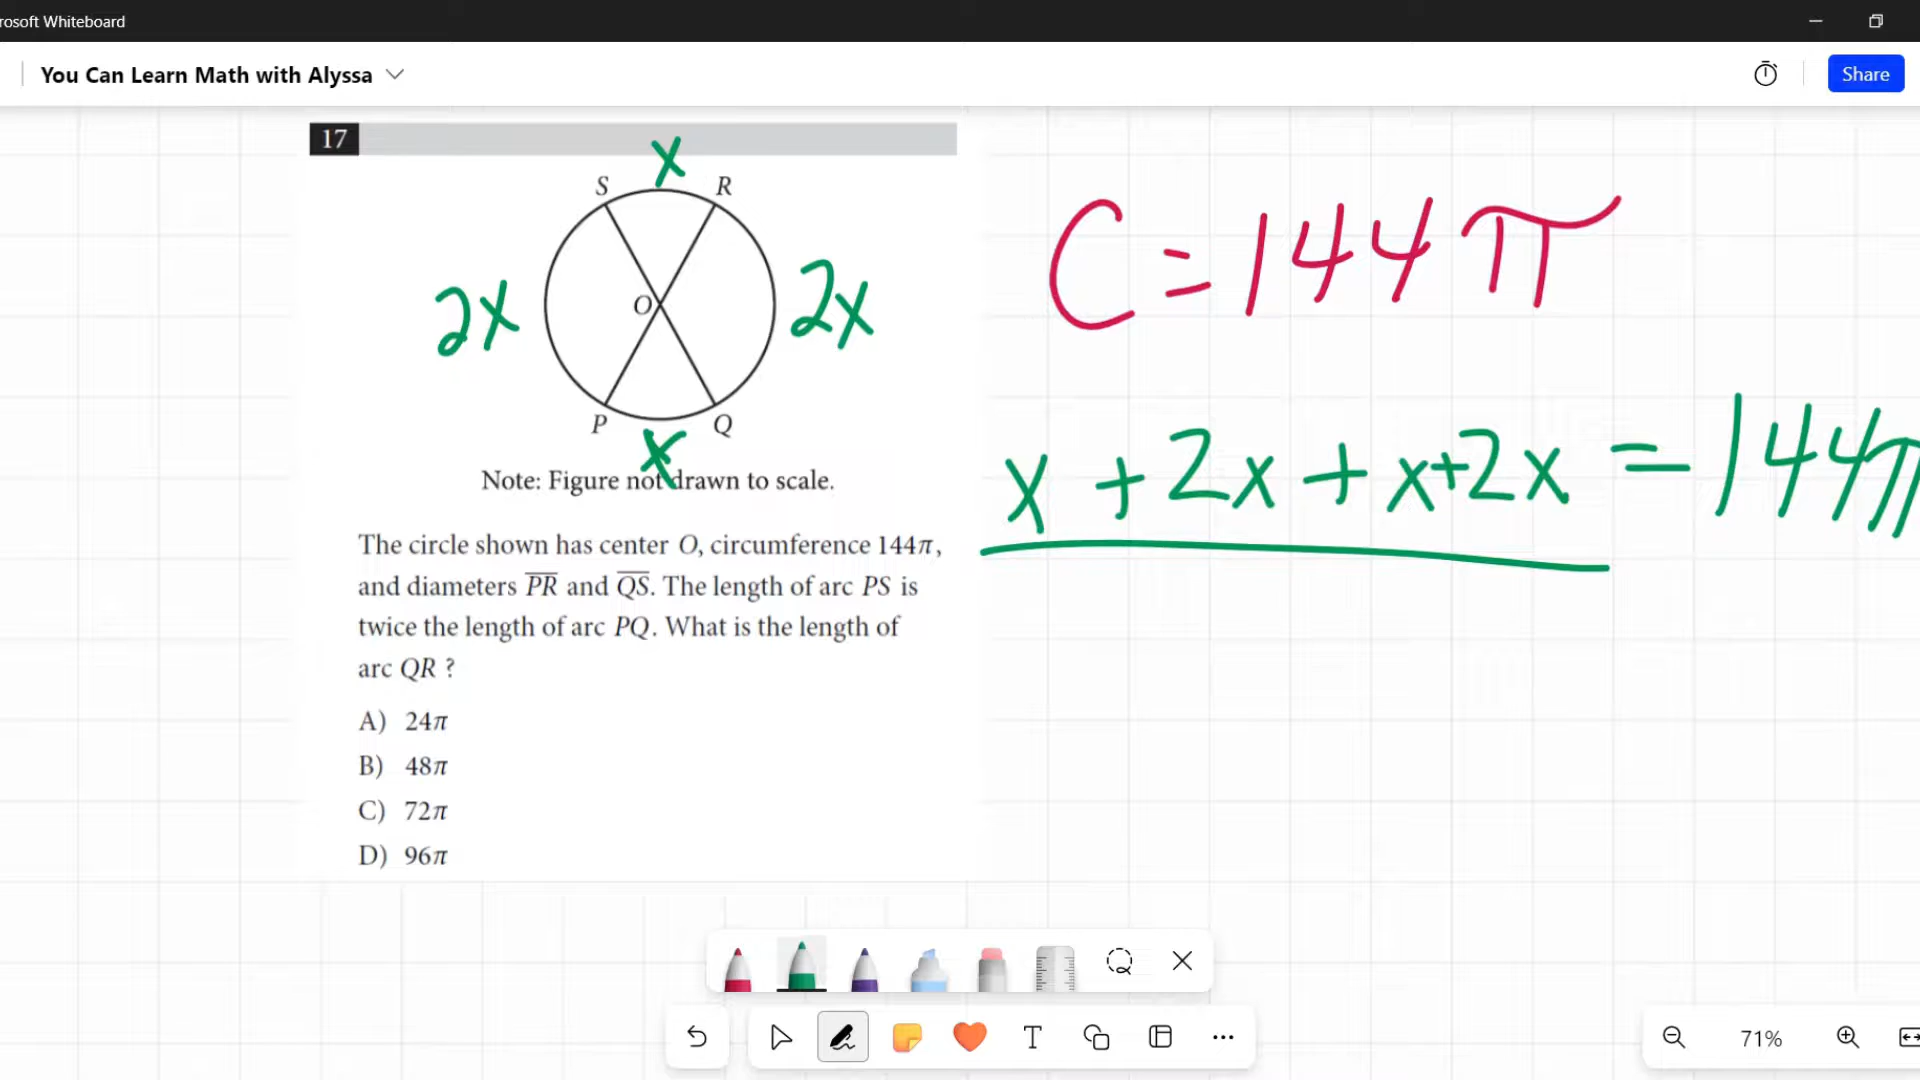 rosoft Whiteboard
You Can Learn Math with Alyssa
Share
17
x
S R
2x O 2x
P Q
x
Note: Figure not drawn to scale.
The circle shown has center O, circumference 144π,
and diameters PR and QS. The length of arc PS is
twice the length of arc PQ. What is the length of
arc QR ?
A) 24π
B) 48π
C) 72π
D) 96π
C = 144π
x + 2x + x + 2x = 144π
T
71%